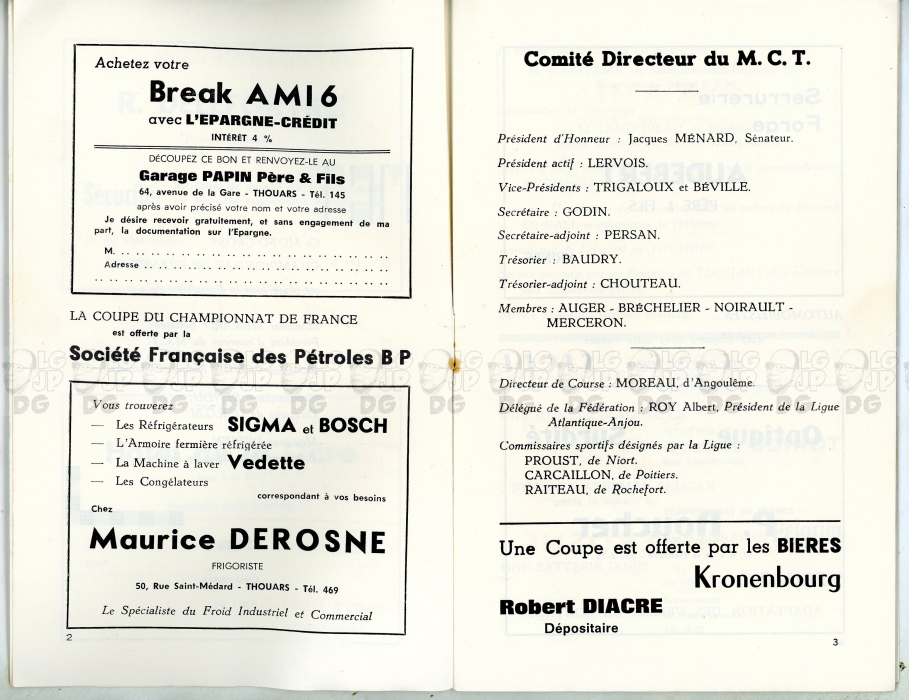 Achetez votre
Break AMI 6
avec L'EPARGNE-CRÉDIT
INTÉRÊT 4 %
DÉCOUPEZ CE BON ET RENVOYEZ-LE AU
Garage PAPIN Père & Fils
64, avenue de la Gare - THOUARS - Tél. 145
après avoir précisé votre nom et votre adresse
Je désire recevoir gratuitement, et sans engagement de ma
part, la documentation sur l'Epargne.
M. . . . . . . . . . . . . . . . . . . . . . . . . . . . .
Adresse . . . . . . . . . . . . . . . . . . . . . . . . .
. . . . . . . . . . . . . . . . . . . . . . . . . . . . .
LA COUPE DU CHAMPIONNAT DE FRANCE
est offerte par la
Société Française des Pétroles B P
Vous trouverez
— Les Réfrigérateurs SIGMA et BOSCH
— L'Armoire fermière réfrigérée
— La Machine à laver Vedette
— Les Congélateurs
correspondant à vos besoins
Chez
Maurice DEROSNE
FRIGORISTE
50, Rue Saint-Médard - THOUARS - Tél. 469
Le Spécialiste du Froid Industriel et Commercial
2
Comité Directeur du M. C. T.
Président d'Honneur : Jacques MÉNARD, Sénateur.
Président actif : LERVOIS.
Vice-Présidents : TRIGALOUX et BÉVILLE.
Secrétaire : GODIN.
Secrétaire-adjoint : PERSAN.
Trésorier : BAUDRY.
Trésorier-adjoint : CHOUTEAU.
Membres : AUGER - BRÉCHELIER - NOIRAULT -
MERCERON.
Directeur de Course : MOREAU, d'Angoulême.
Délégué de la Fédération : ROY Albert, Président de la Ligue
Atlantique-Anjou.
Commissaires sportifs désignés par la Ligue :
PROUST, de Niort.
CARCAILLON, de Poitiers.
RAITEAU, de Rochefort.
Une Coupe est offerte par les BIERES
Kronenbourg
Robert DIACRE
Dépositaire
3